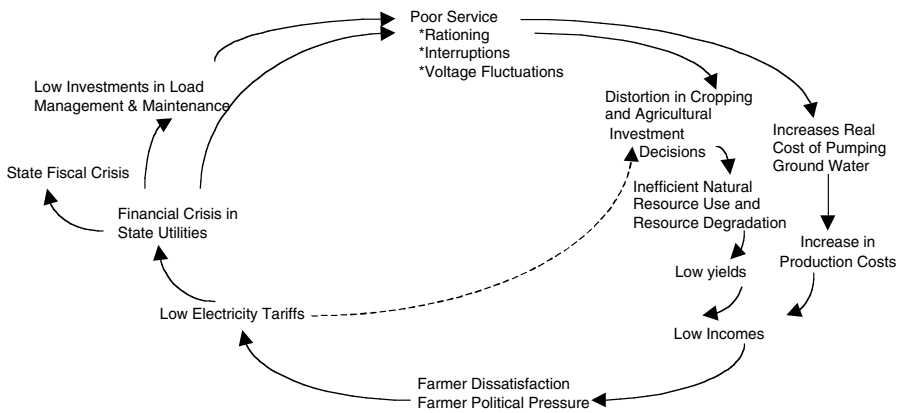 Poor Service
*Rationing
*Interruptions
*Voltage Fluctuations
Low Investments in Load
Management & Maintenance
Distortion in Cropping
and Agricultural
Investment
Decisions
Increases Real
Cost of Pumping
Ground Water
State Fiscal Crisis
Inefficient Natural
Resource Use and
Resource Degradation
Financial Crisis in
State Utilities
Increase in
Production Costs
Low yields
Low Electricity Tariffs
Low Incomes
Farmer Dissatisfaction
Farmer Political Pressure